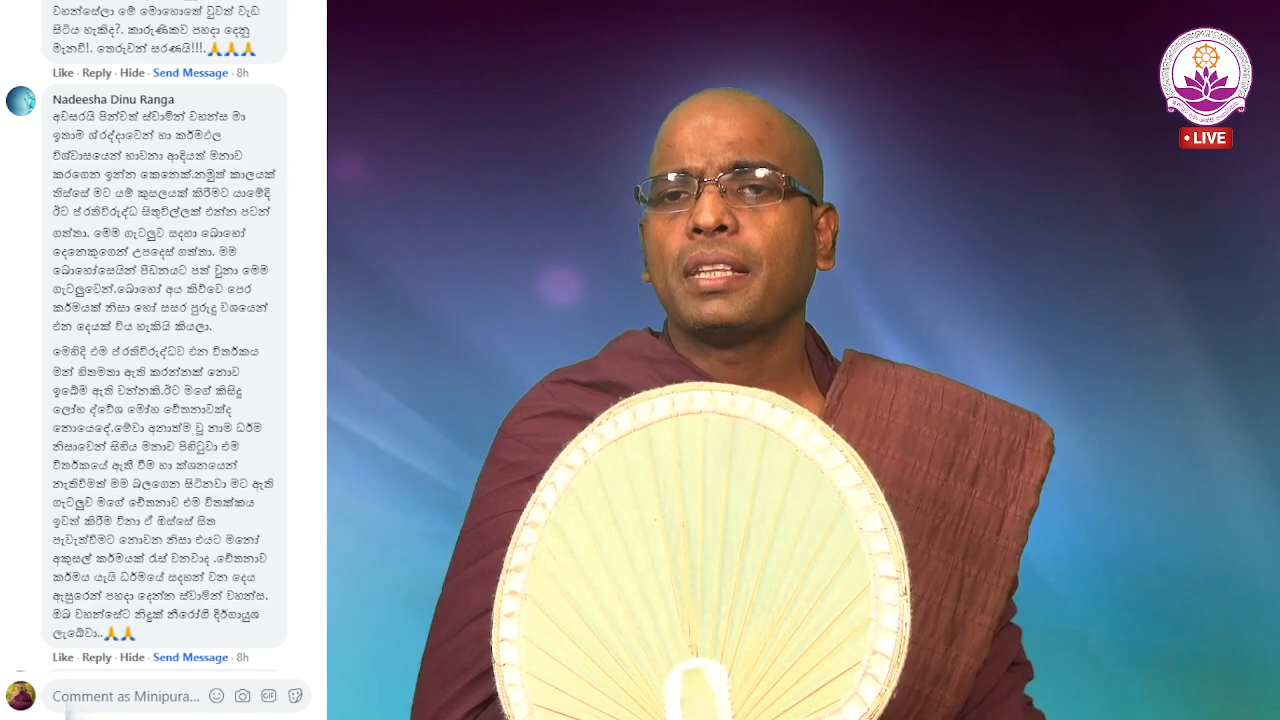 වහන්සේලා මේ මොහොතේ වුවත් වැඩ
සිටිය හැකිද?. කාරුණිකව පහදා දෙනු
මැනව්!. තෙරුවන් සරණයි!!!.🙏🙏🙏
Like · Reply · Hide · Send Message · 8h
Nadeesha Dinu Ranga
අවසරයි පින්වත් ස්වාමින් වහන්ස මා
ඉතාම ශ්‍රද්දාවෙන් හා කර්මඵල
විශ්වාසයෙන් භාවනා ආදියත් මනාව
කරගෙන ඉන්න කෙනෙක්.නමුත් කාලයක්
තිස්සේ මට යම් කුසලයක් කිරීමට යාමේදි
ඊට ප්‍රතිවිරුද්ධ සිතුවිල්ලක් එන්න පටන්
ගත්තා. මෙම ගැටලුව සදහා බොහෝ
දෙනෙකුගෙන් උපදෙස් ගත්තා. මම
බොහෝසෙයින් පීඩනයට පත් වුනා මෙම
ගැටලුවෙන්.බොහෝ අය කිව්වෙ පෙර
කර්මයක් නිසා හෝ සසර පුරුදු වශයෙන්
එන දෙයක් විය හැකියි කියලා.
මෙහිදී එම ප්‍රතිවිරුද්ධව එන විතර්කය
මන් හිතමතා ඇති කරන්නක් නොව
ඉබේම ඇති වන්නකි.ඊට මගේ කිසිදු
ලෝභ ද්වේශ මෝහ චේතනාවක්ද
නොයෙදේ.මේවා අනාත්ම වූ නාම ධර්ම
නිසාවෙන් සිහිය මනාව පිහිටුවා එම
විතර්කයේ ඇති වීම හා ක්ශනයෙන්
නැතිවීමත් මම බලගෙන සිටිනවා මට ඇති
ගැටලුව මගේ චේතනාව එම විතක්කය
ඉවත් කිරීම විනා ඒ ඔස්සේ සිත
පැවැත්වීමට නොවන නිසා එයට මනෝ
අකුසල් කර්මයක් රැස් වනවාද .චේතනාව
කර්මය යැයි ධර්මයේ සදහන් වන දෙය
ඇසුරෙන් පහදා දෙන්න ස්වාමින් වහන්ස.
ඔබ වහන්සේට නිදුක් නීරෝගී දීර්ගායුශ
ලැබේවා..🙏🙏
Like · Reply · Hide · Send Message · 8h
Comment as Minipura...
GIF
LIVE